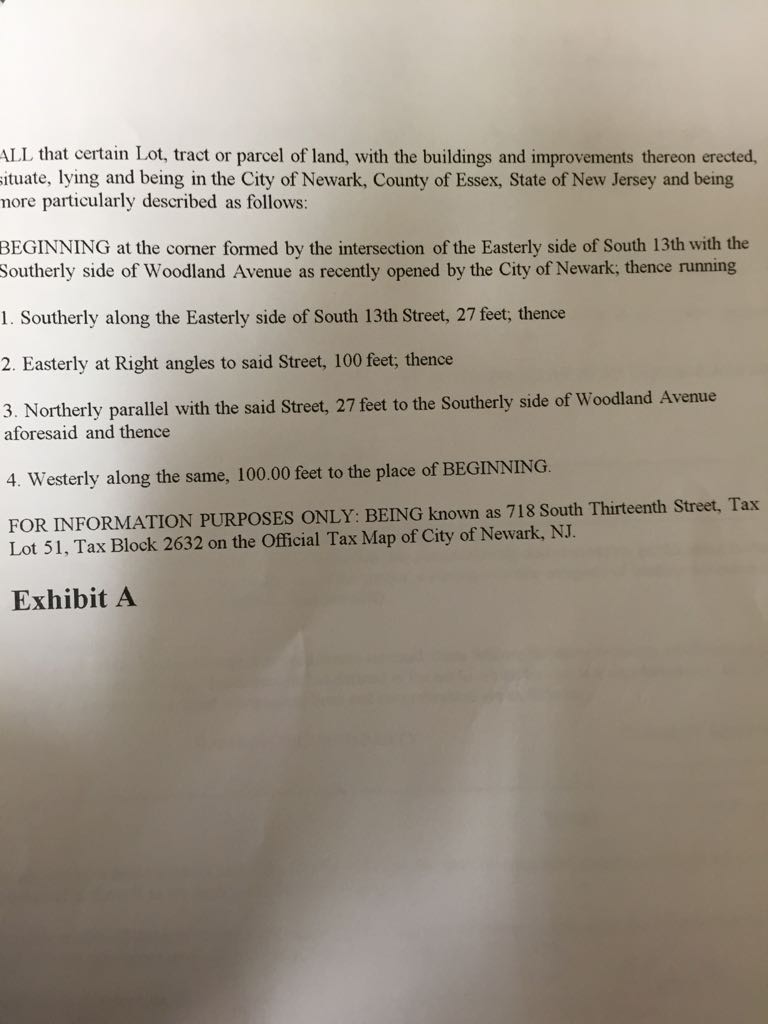 ALL that certain Lot, tract or parcel of land, with the buildings and improvements thereon erected,
situate, lying and being in the City of Newark, County of Essex, State of New Jersey and being
more particularly described as follows:
BEGINNING at the corner formed by the intersection of the Easterly side of South 13th with the
Southerly side of Woodland Avenue as recently opened by the City of Newark; thence running
1. Southerly along the Easterly side of South 13th Street, 27 feet; thence
2. Easterly at Right angles to said Street, 100 feet; thence
3. Northerly parallel with the said Street, 27 feet to the Southerly side of Woodland Avenue
aforesaid and thence
4. Westerly along the same, 100.00 feet to the place of BEGINNING.
FOR INFORMATION PURPOSES ONLY: BEING known as 718 South Thirteenth Street, Tax
Lot 51, Tax Block 2632 on the Official Tax Map of City of Newark, NJ.
Exhibit A